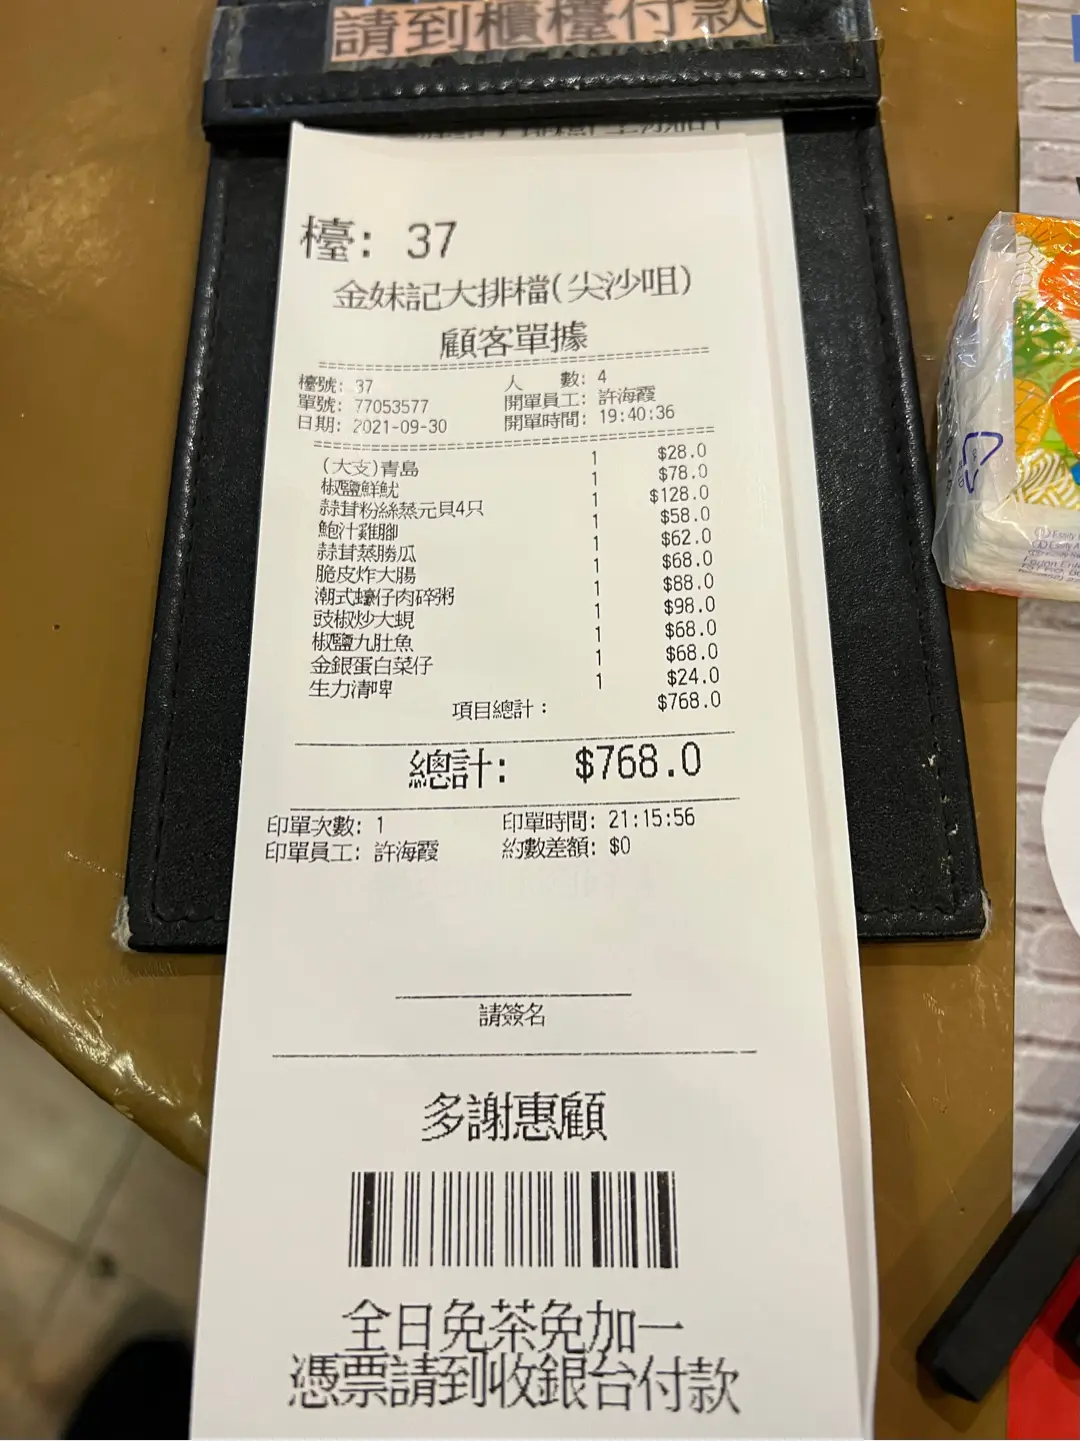 請到櫃檯付款
檯: 37
金妹記大排檔(尖沙咀)
顧客單據
檯號: 37 人 數: 4
單號: 77053577 開單員工: 許海霞
日期: 2021-09-30 開單時間: 19:40:36
(大支)青島 1 $28.0
椒鹽鮮魷 1 $78.0
蒜茸粉絲蒸元貝4只 1 $128.0
鮑汁雞腳 1 $58.0
蒜茸蒸勝瓜 1 $62.0
脆皮炸大腸 1 $68.0
潮式蠔仔肉碎粥 1 $88.0
豉椒炒大蜆 1 $98.0
椒鹽九肚魚 1 $68.0
金銀蛋白菜仔 1 $68.0
生力清啤 1 $24.0
項目總計: $768.0
總計: $768.0
印單次數: 1 印單時間: 21:15:56
印單員工: 許海霞 約數差額: $0
請簽名
多謝惠顧
全日免茶免加一
憑票請到收銀台付款